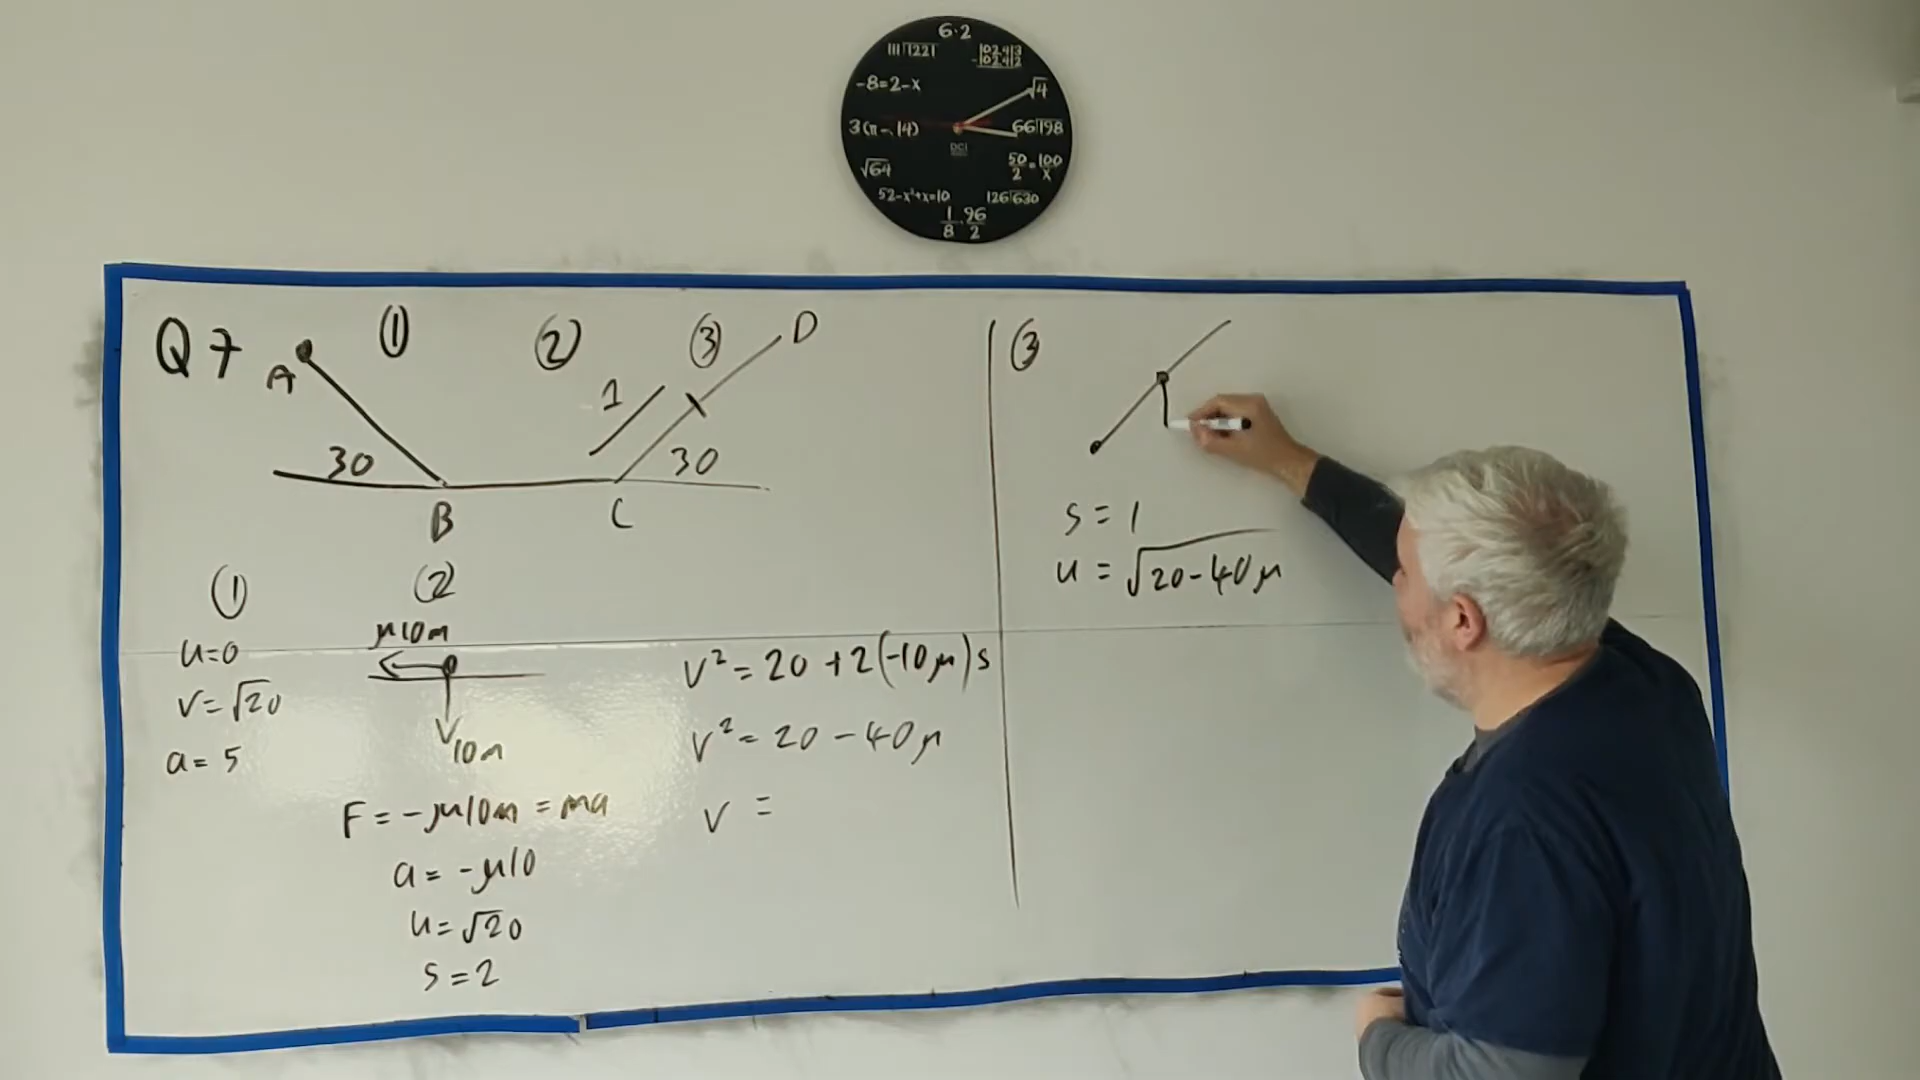 6·2
111⟌1221
102,413
-102,412
-8=2-x
√4
3(π-.14)
66⟌198
DCI
√64
50/2=100/x
52-x²+x=10
126⟌630
1/8·96/2
Q7
A
①
②
③
D
1
30
30
B
C
①
u=0
v=√20
a=5
②
μ10m
10m
F=-μ10m=ma
a=-μ10
u=√20
s=2
v²=20+2(-10μ)s
v²=20-40μ
v=
③
s=1
u=√20-40μ